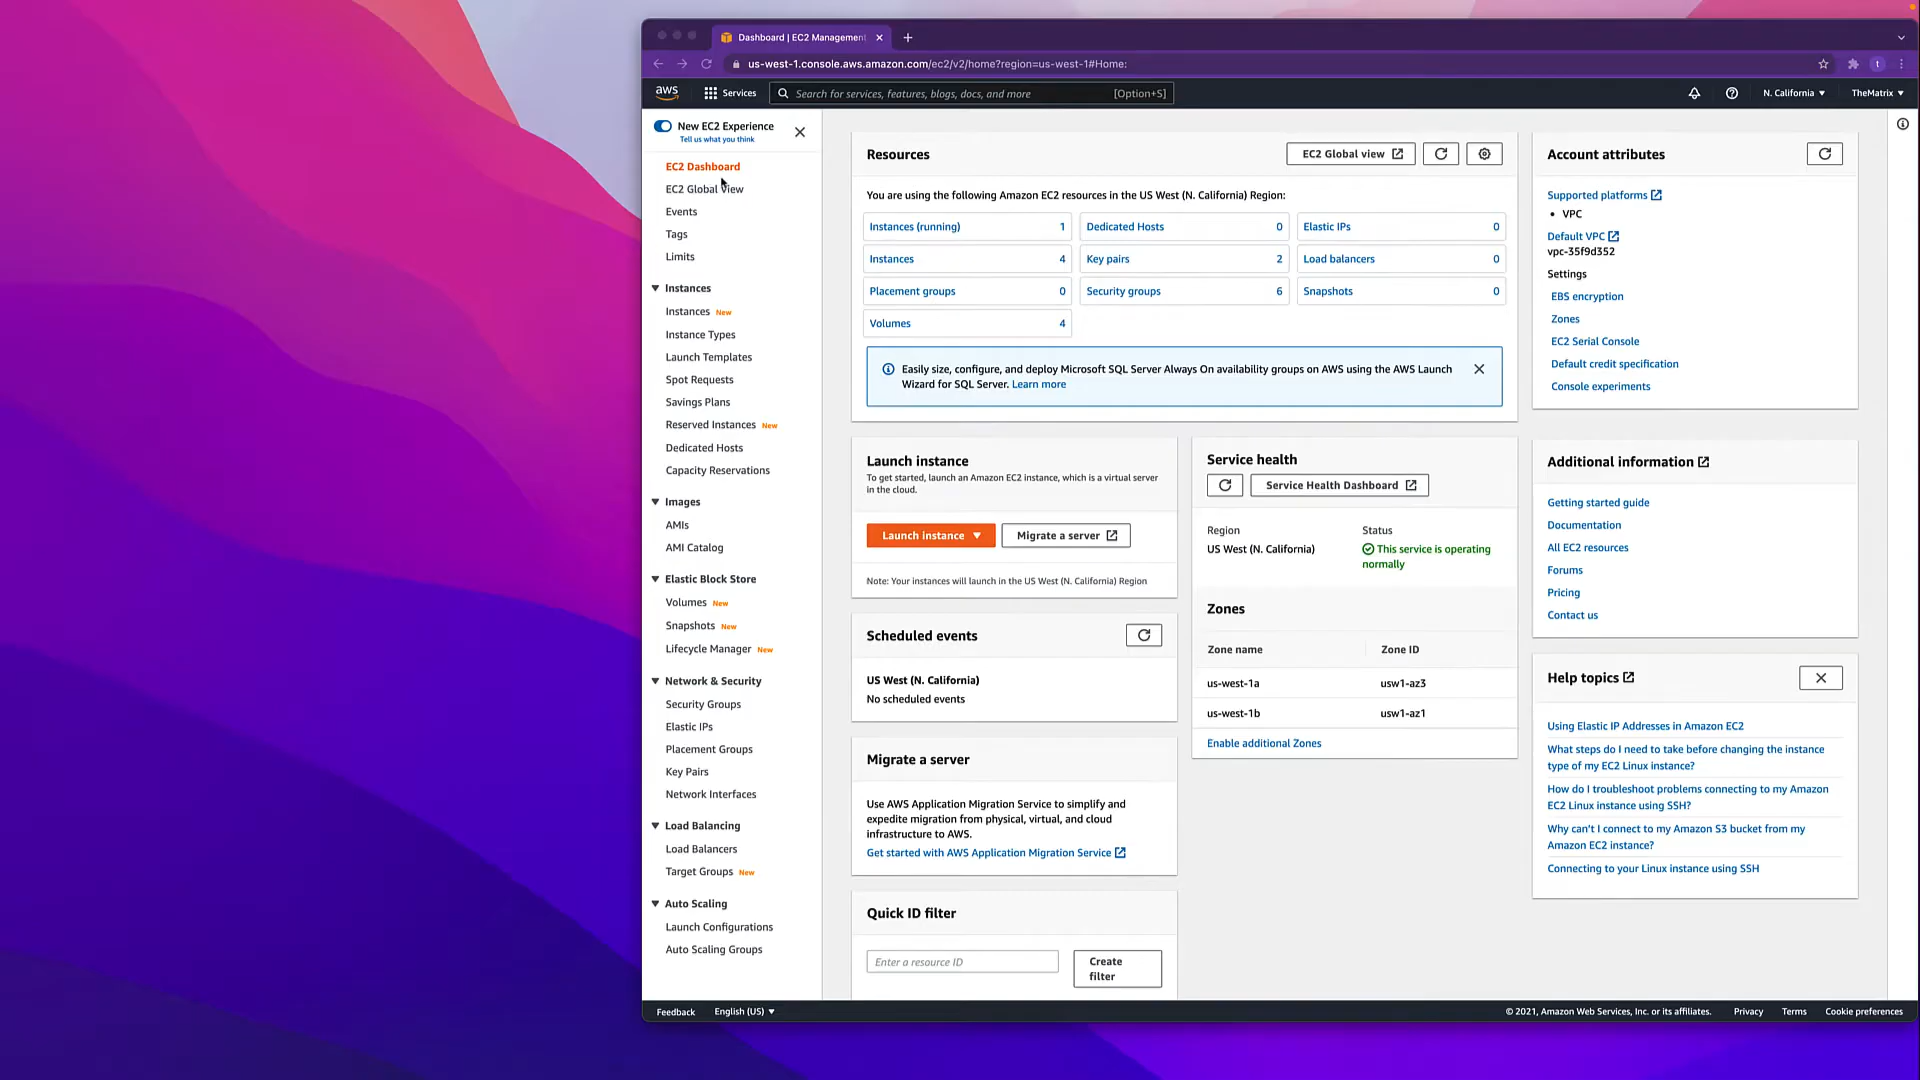 Dashboard | EC2 Managemen
us-west-1.console.aws.amazon.com/ec2/v2/home?region=us-west-1#Home:
t
aws
Services
Search for services, features, blogs, docs, and more
[Option+S]
N. California
TheMatrix
New EC2 Experience
Tell us what you think
EC2 Dashboard
EC2 Global View
Events
Tags
Limits
Instances
Instances New
Instance Types
Launch Templates
Spot Requests
Savings Plans
Reserved Instances New
Dedicated Hosts
Capacity Reservations
Images
AMIs
AMI Catalog
Elastic Block Store
Volumes New
Snapshots New
Lifecycle Manager New
Network & Security
Security Groups
Elastic IPs
Placement Groups
Key Pairs
Network Interfaces
Load Balancing
Load Balancers
Target Groups New
Auto Scaling
Launch Configurations
Auto Scaling Groups
Resources
EC2 Global view
You are using the following Amazon EC2 resources in the US West (N. California) Region:
Instances (running) 1
Dedicated Hosts 0
Elastic IPs 0
Instances 4
Key pairs 2
Load balancers 0
Placement groups 0
Security groups 6
Snapshots 0
Volumes 4
Easily size, configure, and deploy Microsoft SQL Server Always On availability groups on AWS using the AWS Launch
Wizard for SQL Server. Learn more
Launch instance
To get started, launch an Amazon EC2 instance, which is a virtual server
in the cloud.
Launch instance
Migrate a server
Note: Your instances will launch in the US West (N. California) Region
Scheduled events
US West (N. California)
No scheduled events
Migrate a server
Use AWS Application Migration Service to simplify and
expedite migration from physical, virtual, and cloud
infrastructure to AWS.
Get started with AWS Application Migration Service
Quick ID filter
Enter a resource ID
Create
filter
Service health
Service Health Dashboard
Region
Status
US West (N. California)
This service is operating
normally
Zones
Zone name
Zone ID
us-west-1a
usw1-az3
us-west-1b
usw1-az1
Enable additional Zones
Account attributes
Supported platforms
• VPC
Default VPC
vpc-35f9d352
Settings
EBS encryption
Zones
EC2 Serial Console
Default credit specification
Console experiments
Additional information
Getting started guide
Documentation
All EC2 resources
Forums
Pricing
Contact us
Help topics
Using Elastic IP Addresses in Amazon EC2
What steps do I need to take before changing the instance
type of my EC2 Linux instance?
How do I troubleshoot problems connecting to my Amazon
EC2 Linux instance using SSH?
Why can't I connect to my Amazon S3 bucket from my
Amazon EC2 instance?
Connecting to your Linux instance using SSH
Feedback
English (US)
© 2021, Amazon Web Services, Inc. or its affiliates.
Privacy
Terms
Cookie preferences